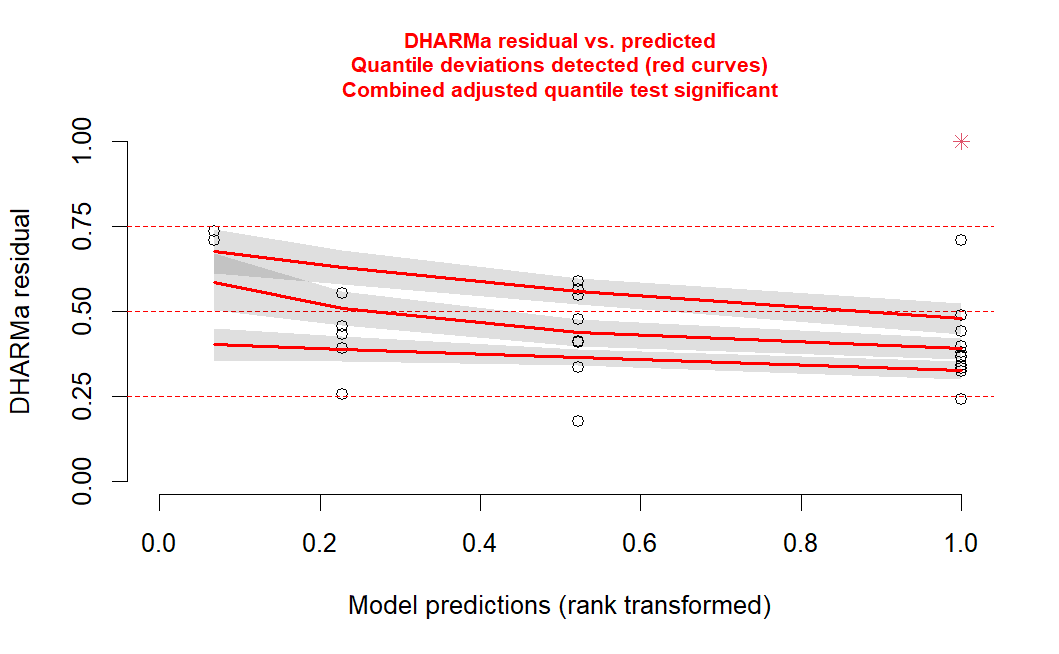 DHARMa residual vs. predicted
Quantile deviations detected (red curves)
Combined adjusted quantile test significant
DHARMa residual
1.00
0.75
0.50
0.25
0.00
0.0 0.2 0.4 0.6 0.8 1.0
Model predictions (rank transformed)